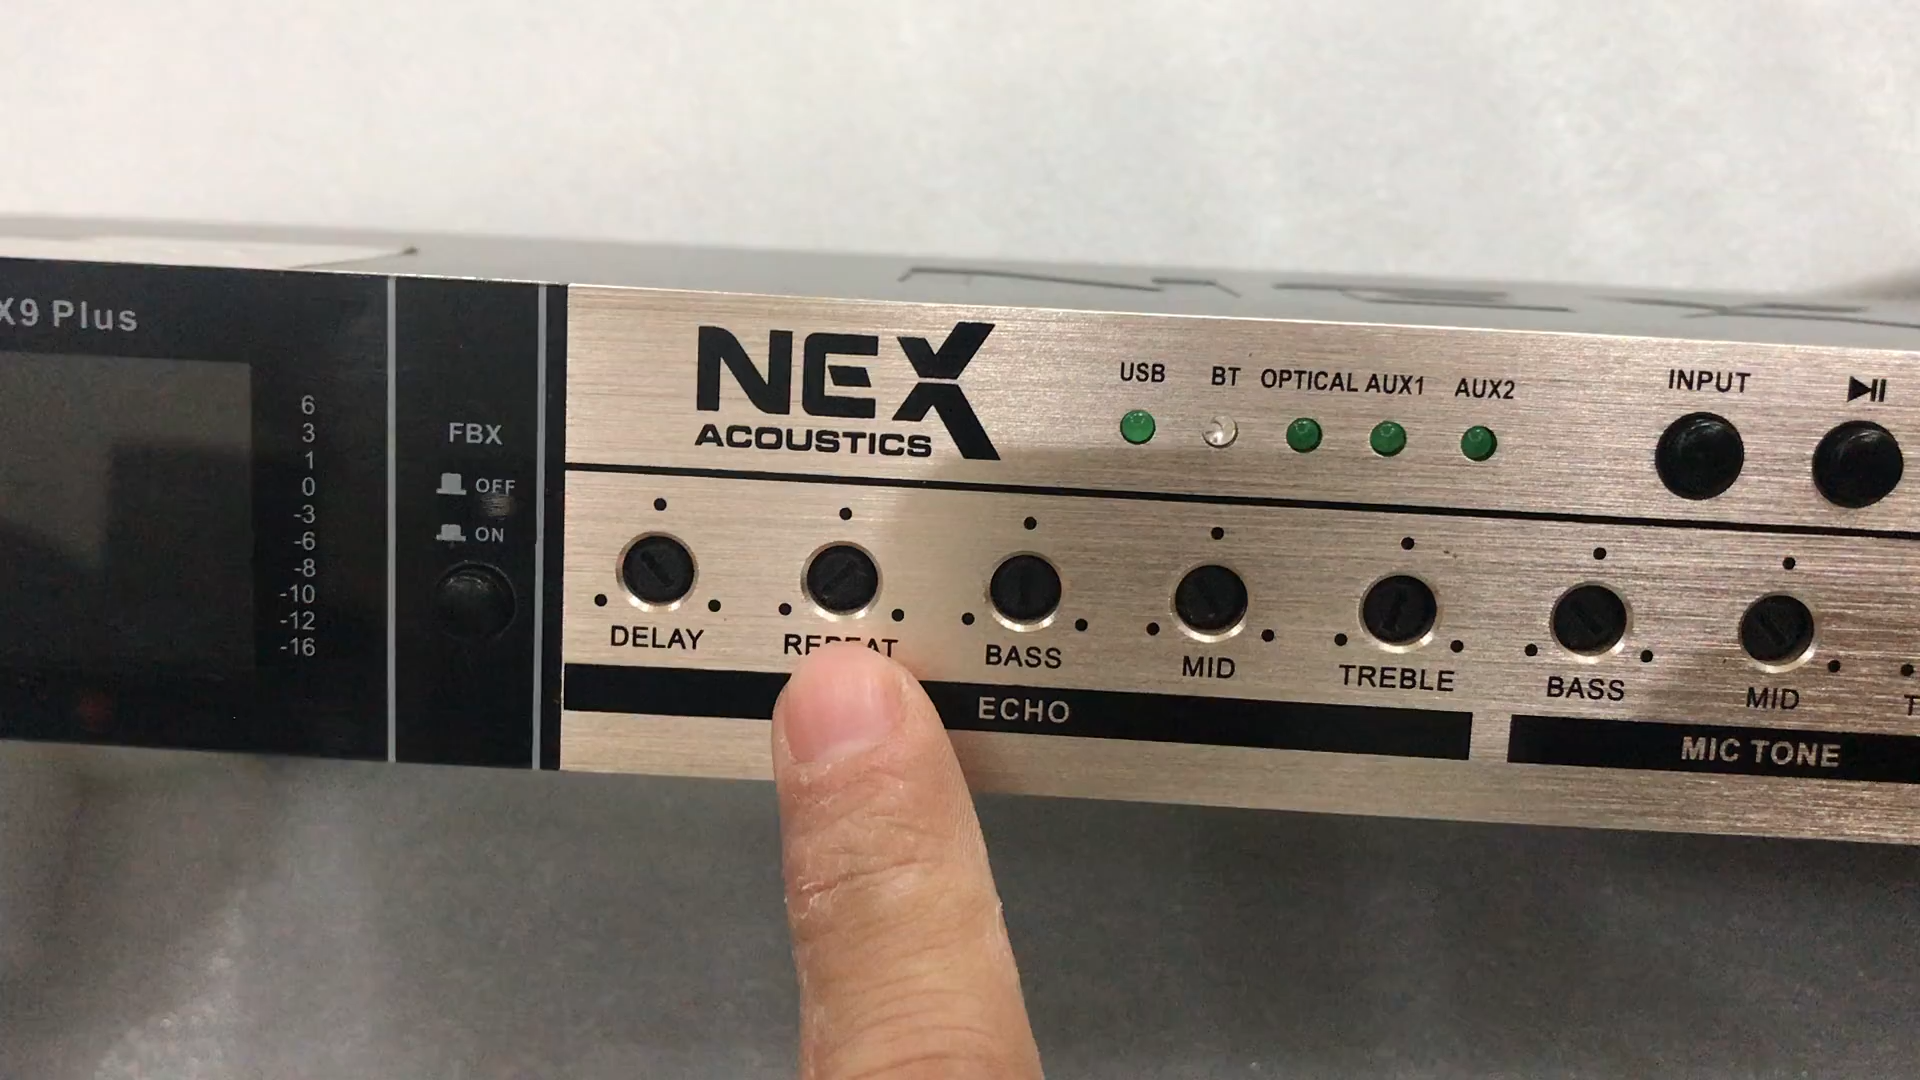 X9 Plus
6
3
1
0
-3
-6
-8
-10
-12
-16
FBX
OFF
ON
NEX
ACOUSTICS
USB BT OPTICAL AUX1 AUX2
INPUT
DELAY REPEAT BASS MID TREBLE
ECHO
BASS MID
MIC TONE